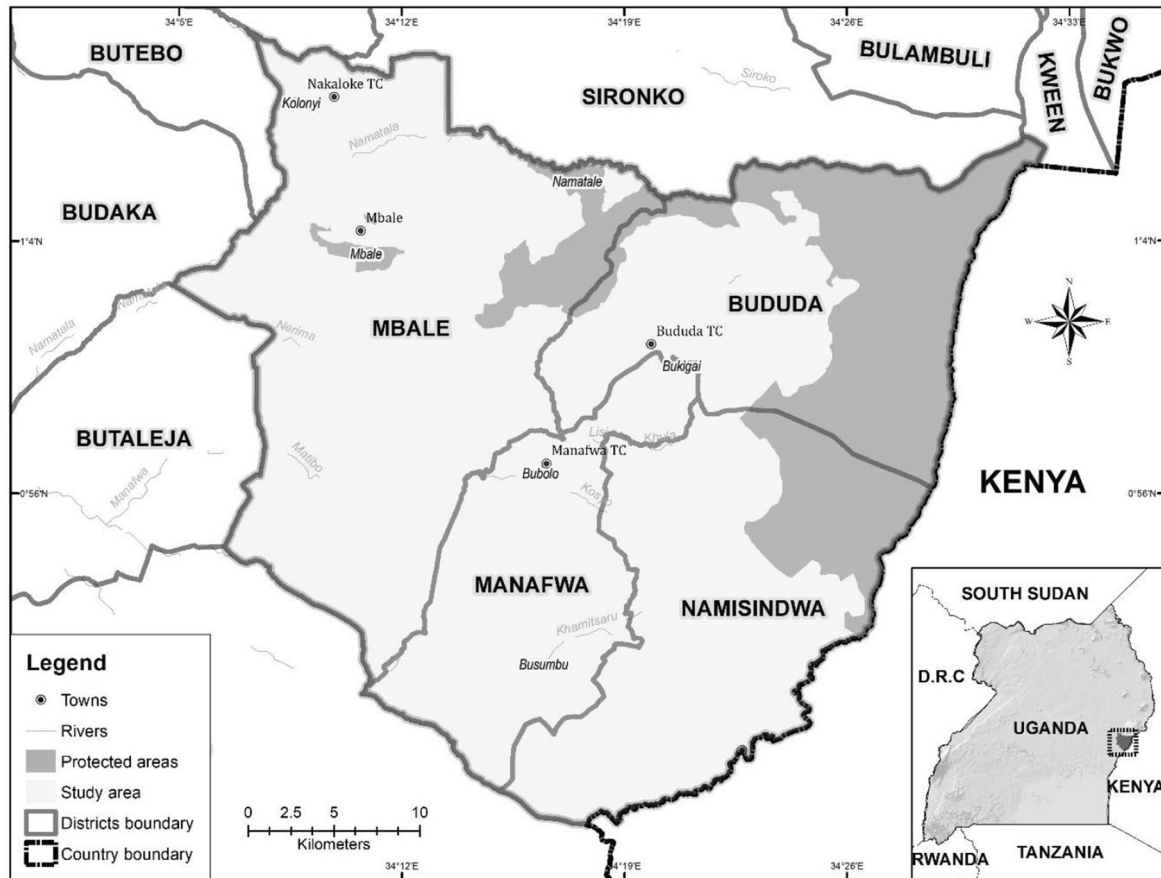 34°5'E
34°12'E
34°19'E
34°26'E
34°33'E
BUTEBO
Nakaloke TC
Kolonyi
Namatala
SIRONKO
Siroko
BULAMBULI
KWEEN
BUKWO
BUDAKA
Namatale
Mbale
Mbale
1°4'N
1°4'N
Namatala
Namatala
Nerima
MBALE
BUDUDA
Bududa TC
Bukigai
N
W
E
S
BUTALEJA
Manafwa
Matibo
Lisi
Khula
Manafwa TC
Bubolo
Kosyo
0°56'N
0°56'N
KENYA
MANAFWA
NAMISINDWA
Khamitsaru
Busumbu
Legend
Towns
Rivers
Protected areas
Study area
Districts boundary
Country boundary
0 2.5 5 10
Kilometers
34°12'E
34°19'E
34°26'E
SOUTH SUDAN
D.R.C
UGANDA
KENYA
RWANDA
TANZANIA